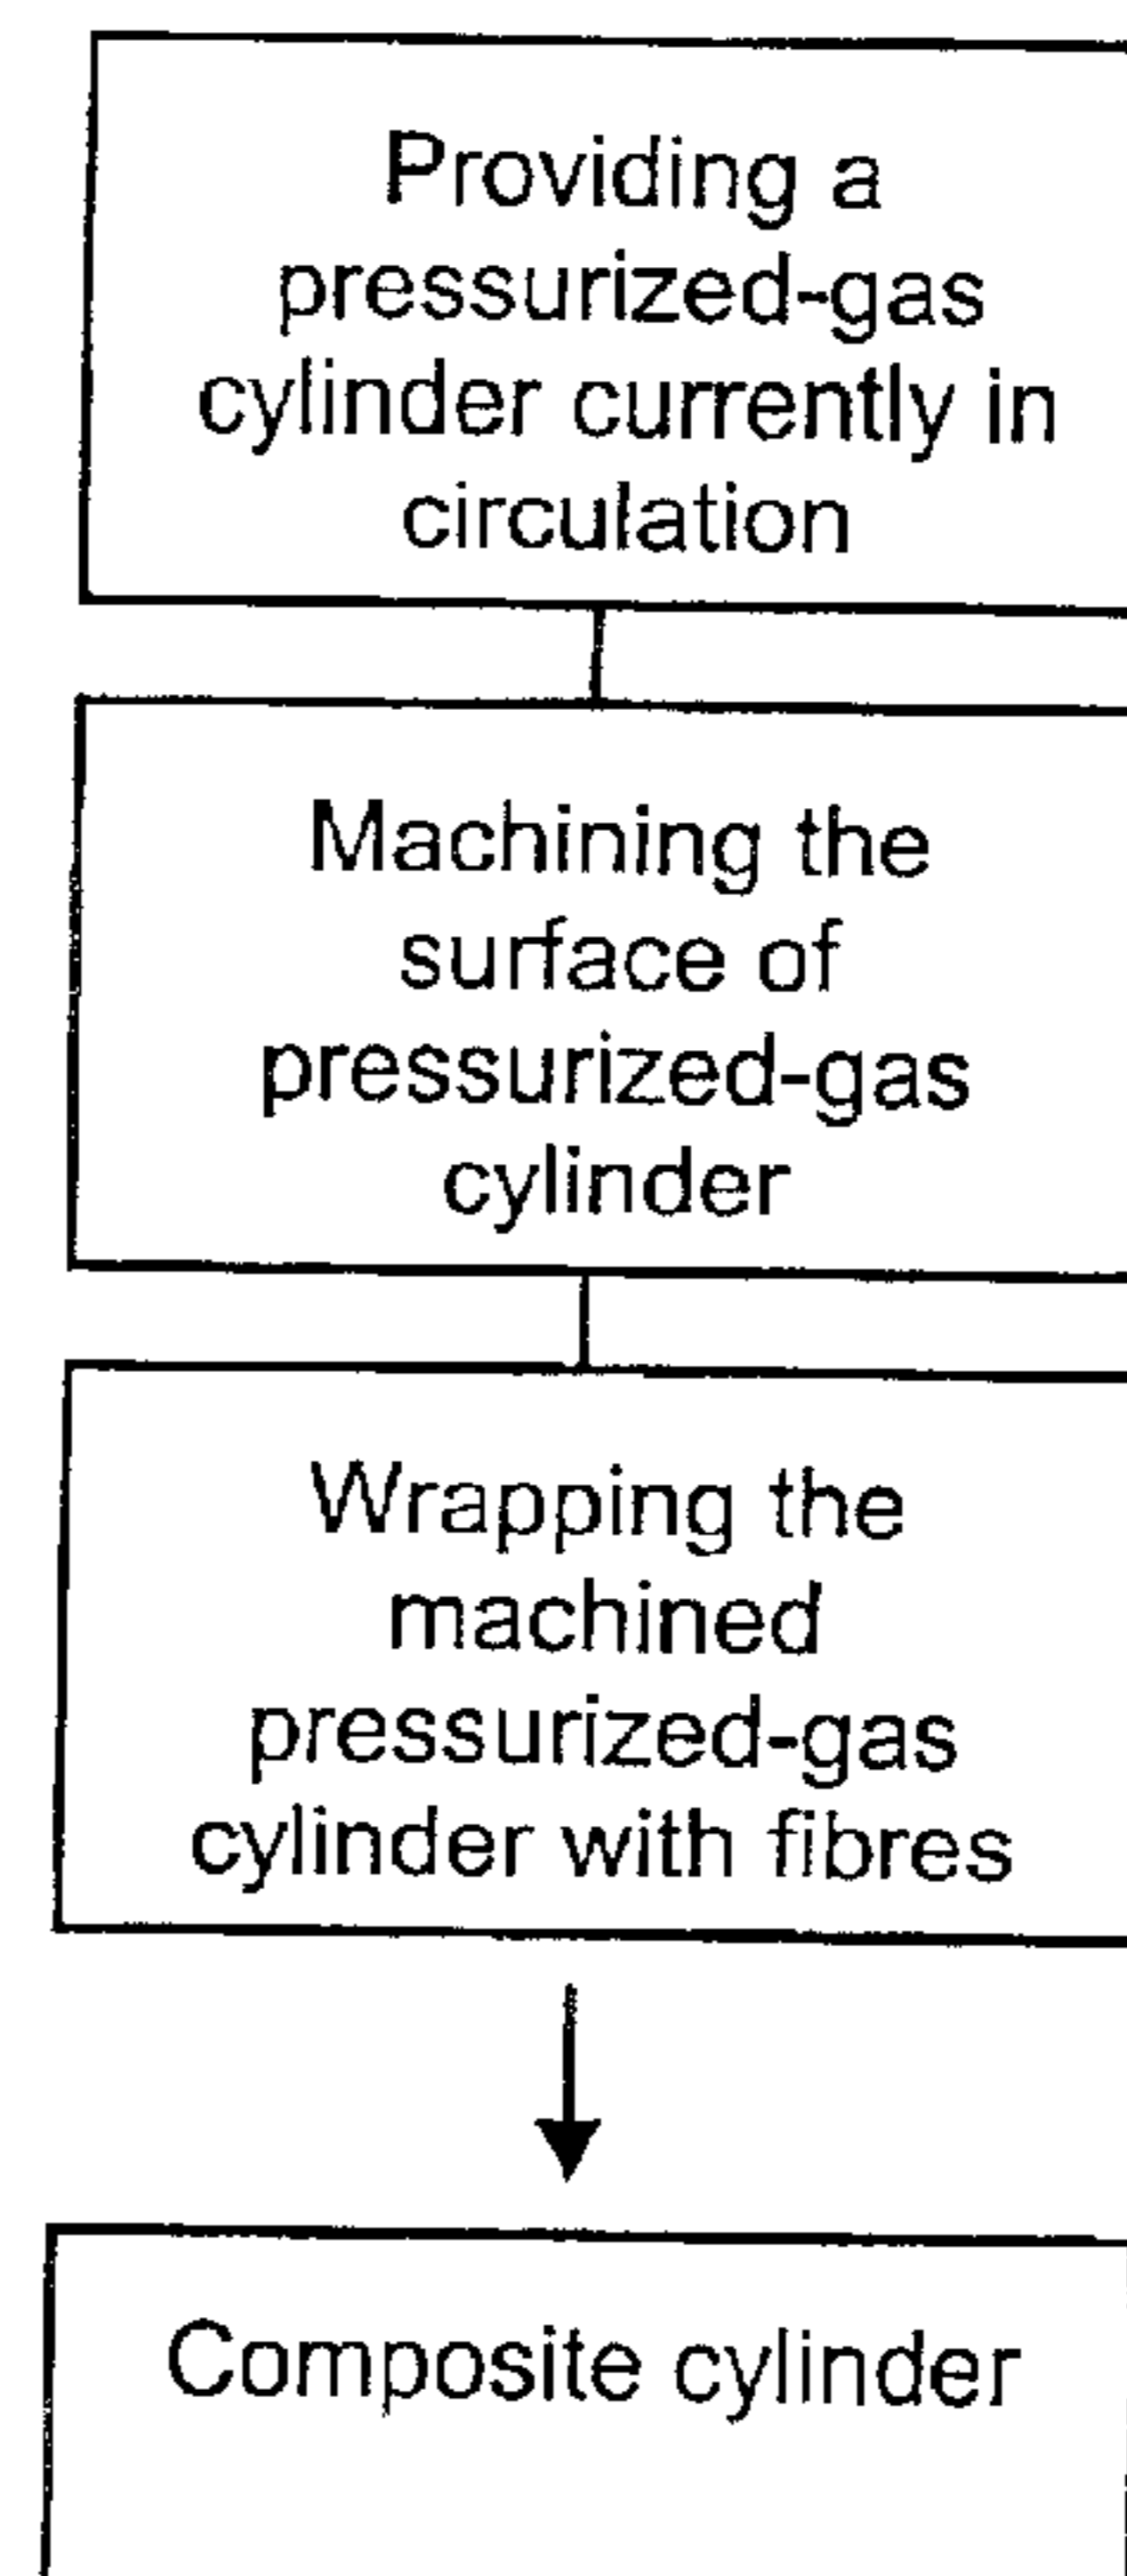 Providing a
pressurized-gas
cylinder currently in
circulation
Machining the
surface of
pressurized-gas
cylinder
Wrapping the
machined
pressurized-gas
cylinder with fibres
Composite cylinder